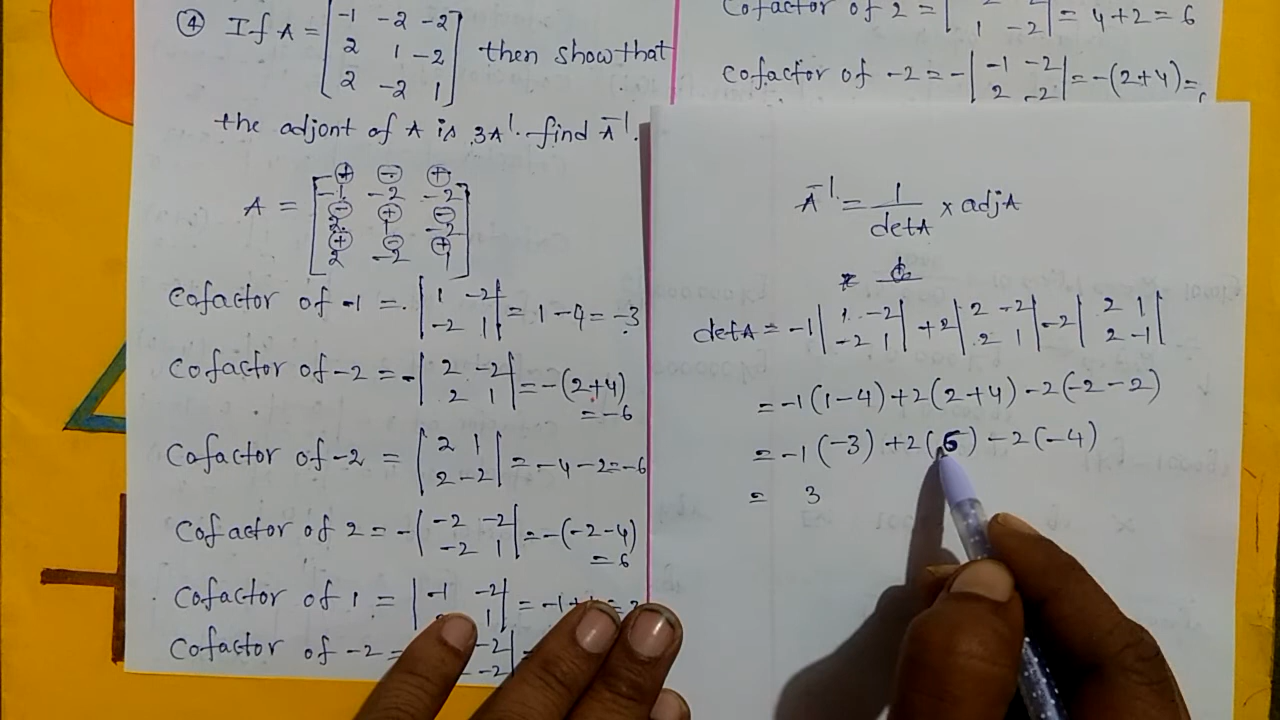 ④ If A = [-1 -2 -2
2 1 -2
2 -2 1] then show that
the adjont of A is 3A'. find A⁻¹.
A = [-1 -2 -2
2 1 -2
2 -2 1]
⊕ ⊖ ⊕
⊖ ⊕ ⊖
⊕ ⊖ ⊕
Cofactor of -1 = |1 -2
-2 1| = 1 - 4 = -3
Cofactor of -2 = -|2 -2
2 1| = -(2+4)
= -6
Cofactor of -2 = |2 1
2 -2| = -4 - 2 = -6
Cofactor of 2 = -|-2 -2
-2 1| = -(-2-4)
= 6
Cofactor of 1 = |-1 -2
1| = -1+
Cofactor of -2 =
-2
-2|
Cofactor of 2 =
1 -2| = 4+2 = 6
Cofactor of -2 = -|-1 -2
2 -2| = -(2+4) =
A⁻¹ = 1/detA × adjA
detA = -1|1 -2
-2 1| +2|2 -2
2 1| -2|2 1
2 -1|
= -1(1-4) +2(2+4) -2(-2-2)
= -1(-3) +2( ) -2(-4)
= 3